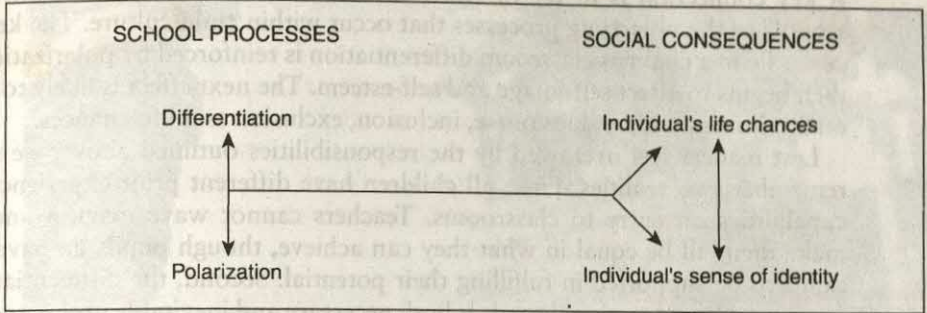 SCHOOL PROCESSES
SOCIAL CONSEQUENCES
Differentiation
Individual's life chances
Polarization
Individual's sense of identity